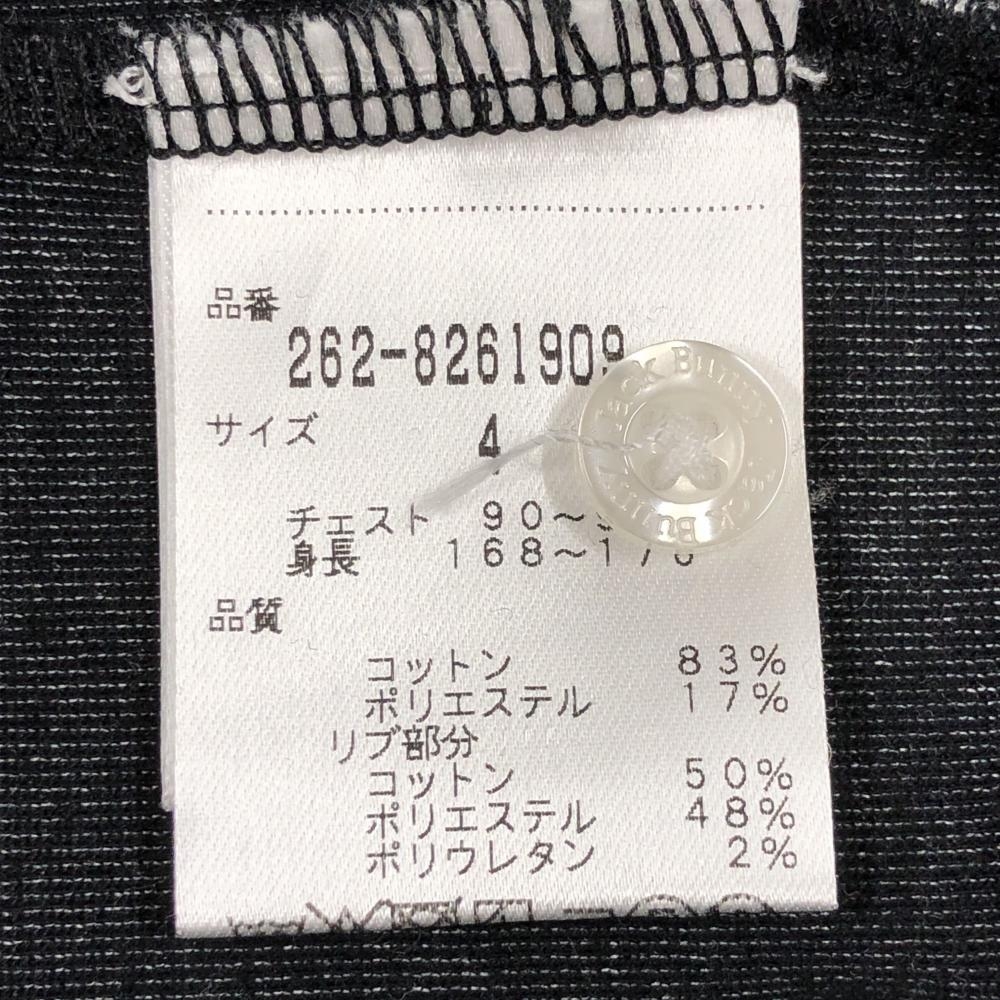 品番
262-8261909
サイズ 4
チェスト 90～
身長 168～17
品質
コットン 83%
ポリエステル 17%
リブ部分
コットン 50%
ポリエステル 48%
ポリウレタン 2%
Jack Bunny